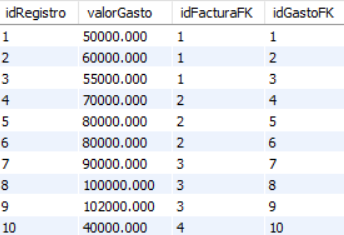 idRegistro valorGasto idFacturaFK idGastoFK
1 50000.000 1 1
2 60000.000 1 2
3 55000.000 1 3
4 70000.000 2 4
5 80000.000 2 5
6 80000.000 2 6
7 90000.000 3 7
8 100000.000 3 8
9 102000.000 3 9
10 40000.000 4 10